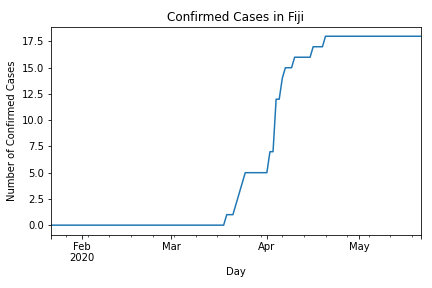 Confirmed Cases in Fiji
Number of Confirmed Cases
17.5
15.0
12.5
10.0
7.5
5.0
2.5
0.0
Feb
2020
Mar
Apr
May
Day